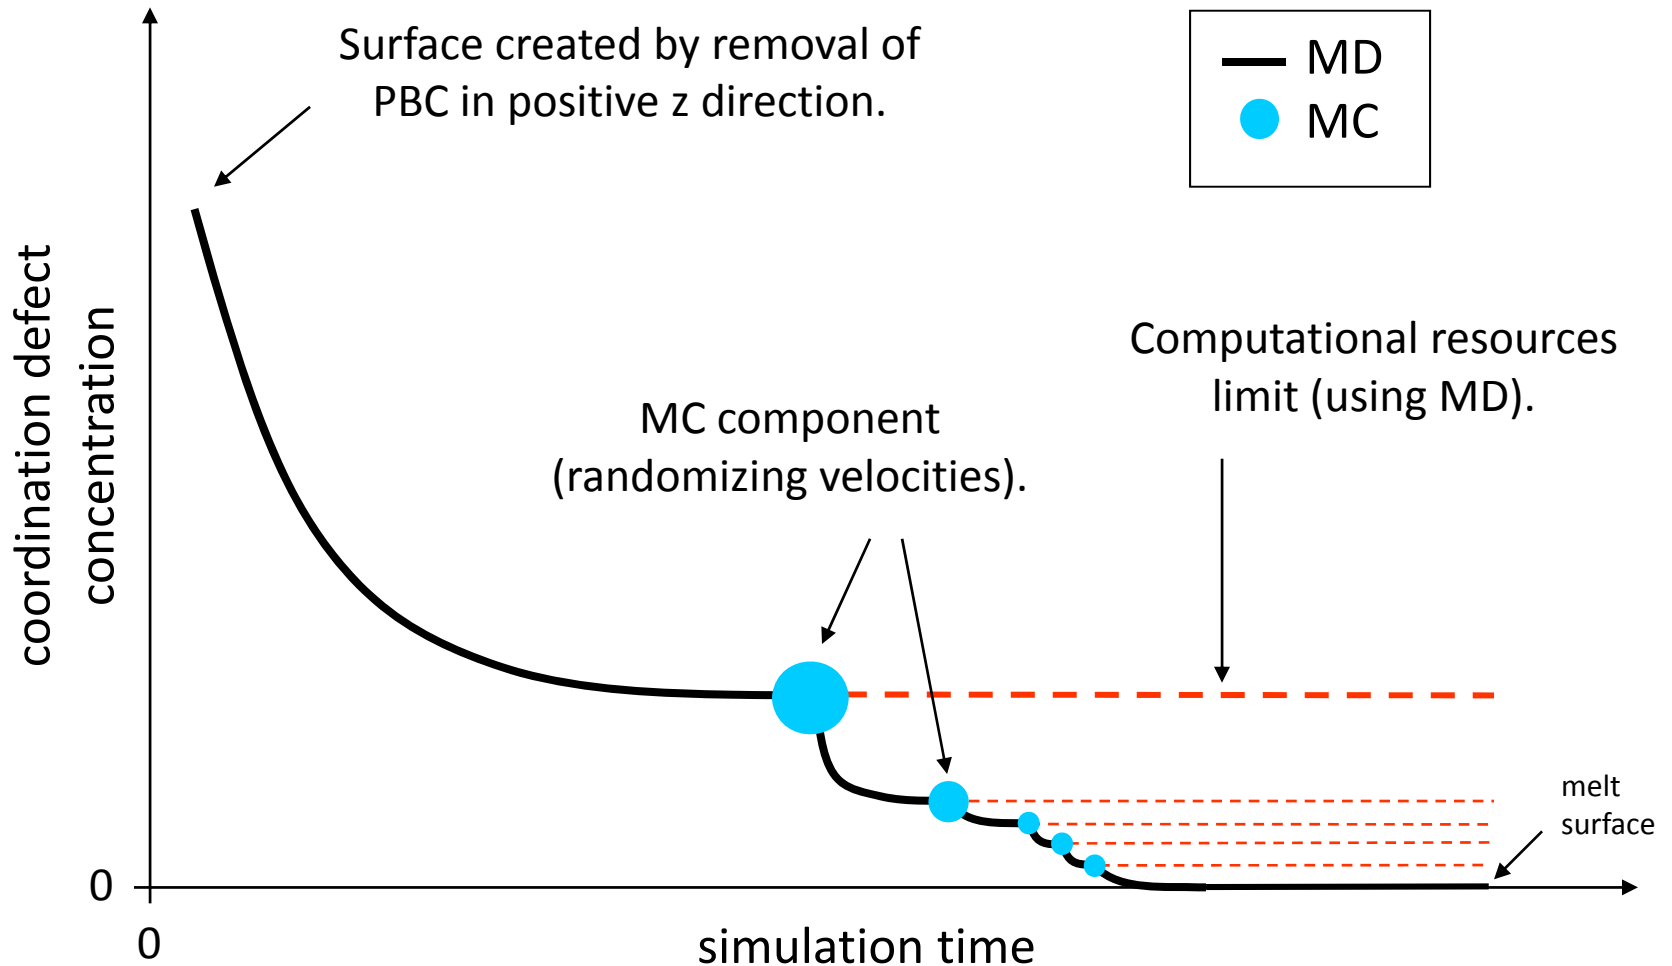 Surface created by removal of
PBC in positive z direction.
MD
MC
coordination defect
concentration
Computational resources
limit (using MD).
MC component
(randomizing velocities).
melt
surface
0
0
simulation time